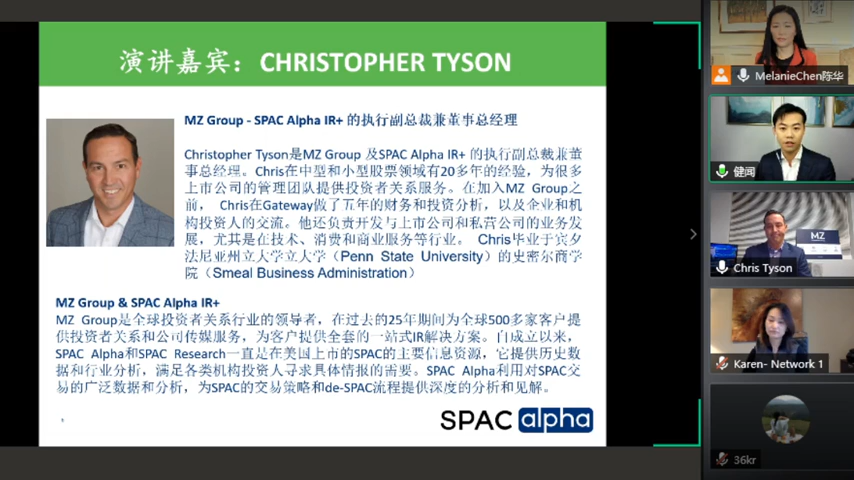 演讲嘉宾：CHRISTOPHER TYSON
MZ Group - SPAC Alpha IR+ 的执行副总裁兼董事总经理
Christopher Tyson是MZ Group 及SPAC Alpha IR+ 的执行副总裁兼董
事总经理。Chris在中型和小型股票领域有20多年的经验，为很多
上市公司的管理团队提供投资者关系服务。在加入MZ Group之
前， Chris在Gateway做了五年的财务和投资分析，以及企业和机
构投资人的交流。他还负责开发与上市公司和私营公司的业务发
展，尤其是在技术、消费和商业服务等行业。 Chris毕业于宾夕
法尼亚州立大学立大学（Penn State University）的史密尔商学
院（Smeal Business Administration）
MZ Group & SPAC Alpha IR+
MZ Group是全球投资者关系行业的领导者，在过去的25年期间为全球500多家客户提
供投资者关系和公司传媒服务，为客户提供全套的一站式IR解决方案。自成立以来，
SPAC Alpha和SPAC Research一直是在美国上市的SPAC的主要信息资源，它提供历史数
据和行业分析，满足各类机构投资人寻求具体情报的需要。SPAC Alpha利用对SPAC交
易的广泛数据和分析，为SPAC的交易策略和de-SPAC流程提供深度的分析和见解。
SPAC alpha
MelanieChen陈华
健闻
MZ
Chris Tyson
Karen- Network 1
36kr